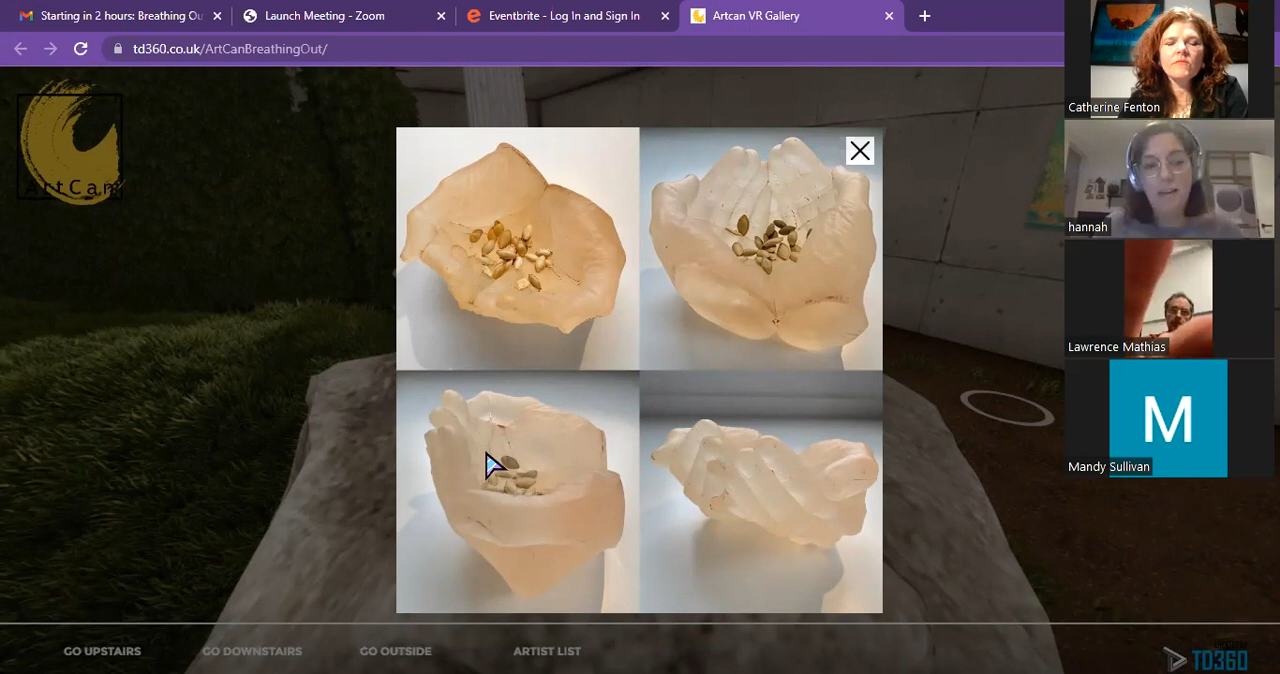 Starting in 2 hours: Breathing Ou
Launch Meeting - Zoom
Eventbrite - Log In and Sign In
Artcan VR Gallery
td360.co.uk/ArtCanBreathingOut/
ArtCan
Catherine Fenton
hannah
Lawrence Mathias
M
Mandy Sullivan
GO UPSTAIRS
GO DOWNSTAIRS
GO OUTSIDE
ARTIST LIST
TD360